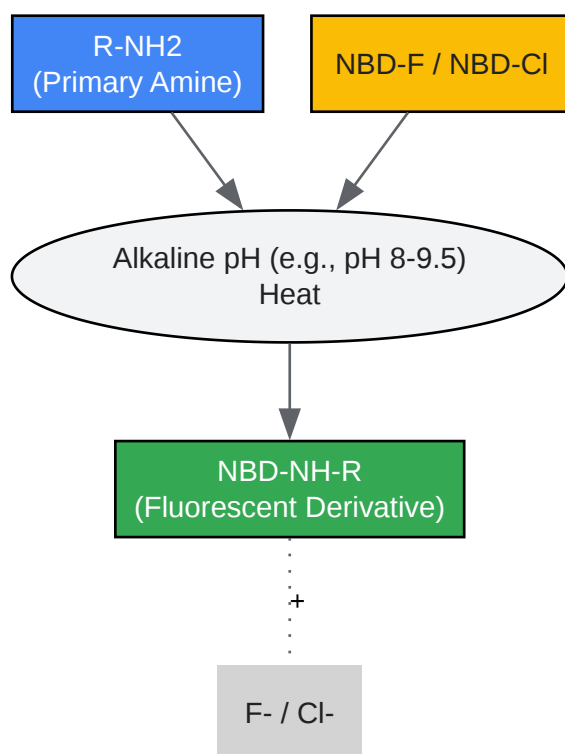 R-NH2
(Primary Amine)
NBD-F / NBD-Cl
Alkaline pH (e.g., pH 8-9.5)
Heat
NBD-NH-R
(Fluorescent Derivative)
+
F- / Cl-